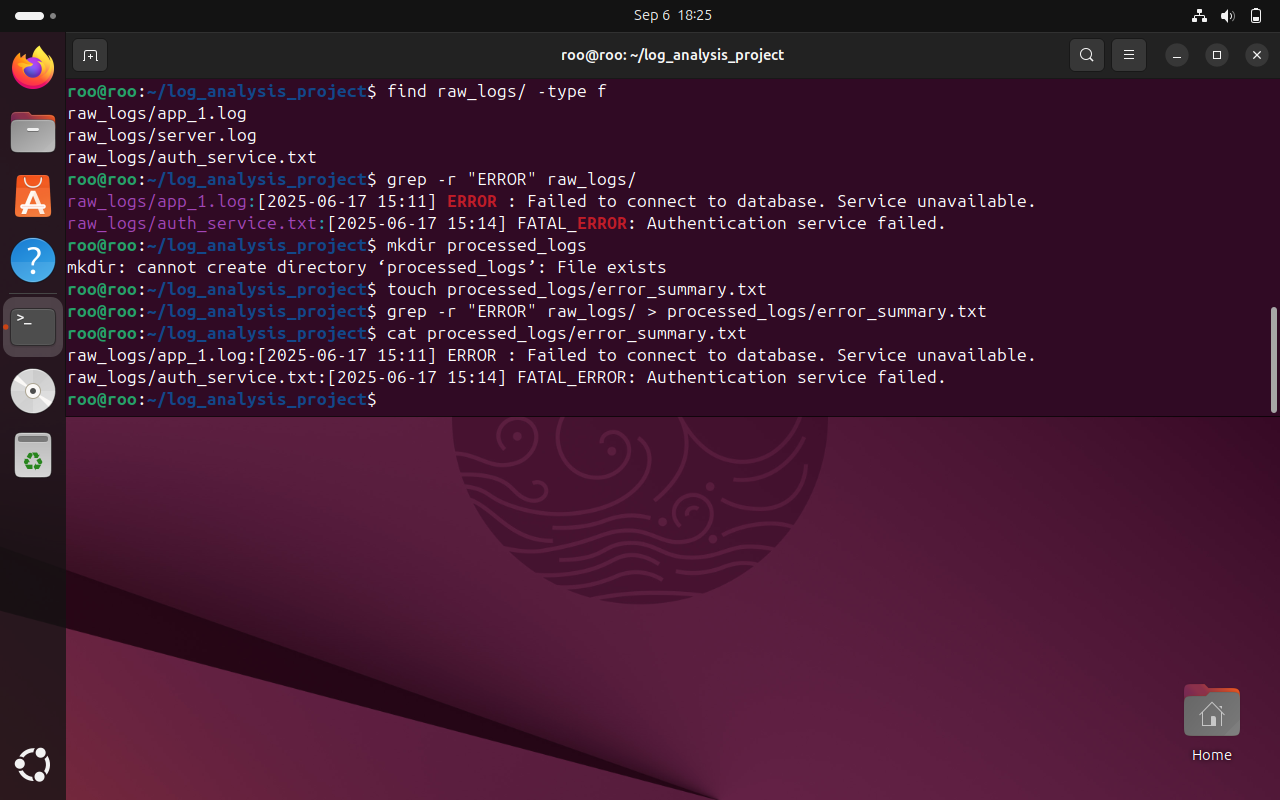 Sep 6 18:25
roo@roo: ~/log_analysis_project
roo@roo:~/log_analysis_project$ find raw_logs/ -type f
raw_logs/app_1.log
raw_logs/server.log
raw_logs/auth_service.txt
roo@roo:~/log_analysis_project$ grep -r "ERROR" raw_logs/
raw_logs/app_1.log:[2025-06-17 15:11] ERROR : Failed to connect to database. Service unavailable.
raw_logs/auth_service.txt:[2025-06-17 15:14] FATAL_ERROR: Authentication service failed.
roo@roo:~/log_analysis_project$ mkdir processed_logs
mkdir: cannot create directory ‘processed_logs’: File exists
roo@roo:~/log_analysis_project$ touch processed_logs/error_summary.txt
roo@roo:~/log_analysis_project$ grep -r "ERROR" raw_logs/ > processed_logs/error_summary.txt
roo@roo:~/log_analysis_project$ cat processed_logs/error_summary.txt
raw_logs/app_1.log:[2025-06-17 15:11] ERROR : Failed to connect to database. Service unavailable.
raw_logs/auth_service.txt:[2025-06-17 15:14] FATAL_ERROR: Authentication service failed.
roo@roo:~/log_analysis_project$
Home